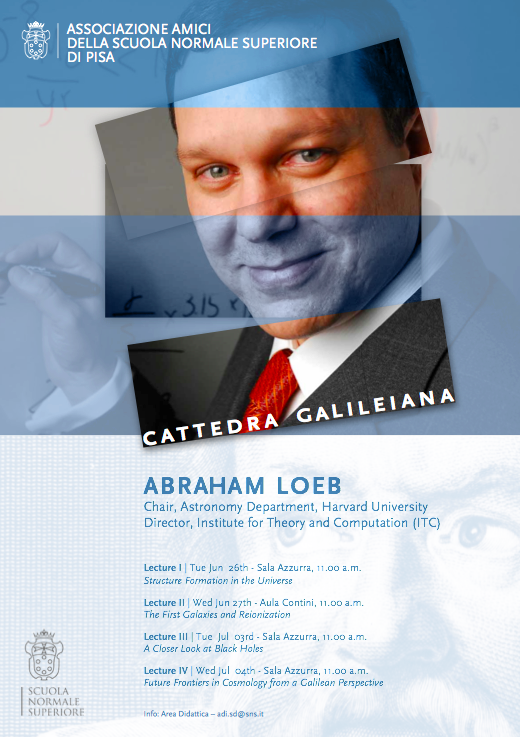 ASSOCIAZIONE AMICI
DELLA SCUOLA NORMALE SUPERIORE
DI PISA
x 3.15 x
CATTEDRA GALILEIANA
ABRAHAM LOEB
Chair, Astronomy Department, Harvard University
Director, Institute for Theory and Computation (ITC)
Lecture I | Tue Jun 26th - Sala Azzurra, 11.00 a.m.
Structure Formation in the Universe
Lecture II | Wed Jun 27th - Aula Contini, 11.00 a.m.
The First Galaxies and Reionization
Lecture III | Tue Jul 03rd - Sala Azzurra, 11.00 a.m.
A Closer Look at Black Holes
Lecture IV | Wed Jul 04th - Sala Azzurra, 11.00 a.m.
Future Frontiers in Cosmology from a Galilean Perspective
SCUOLA
NORMALE
SUPERIORE
Info: Area Didattica – adi.sd@sns.it